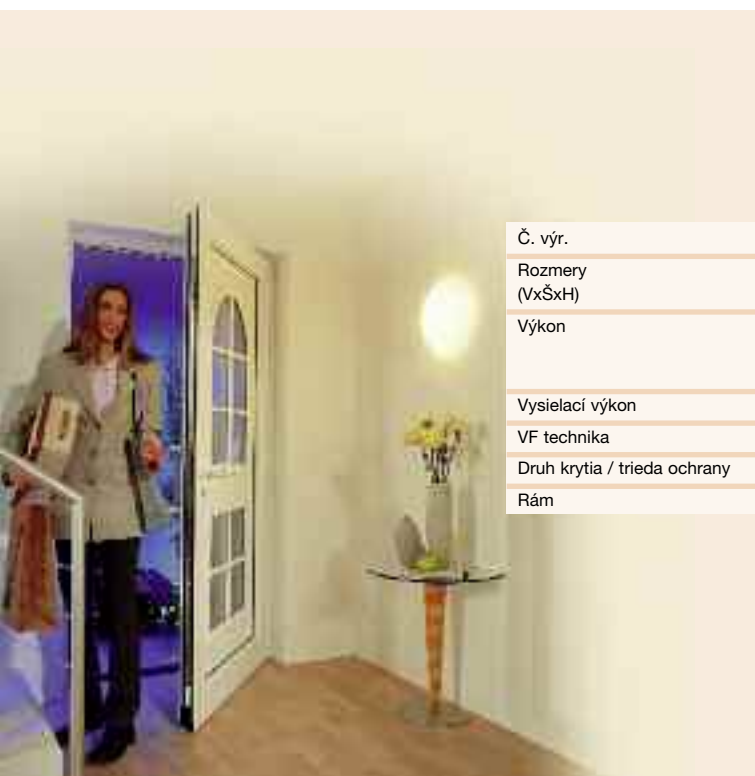 Č. výr.
Rozmery
(VxŠxH)
Výkon
Vysielací výkon
VF technika
Druh krytia / trieda ochrany
Rám